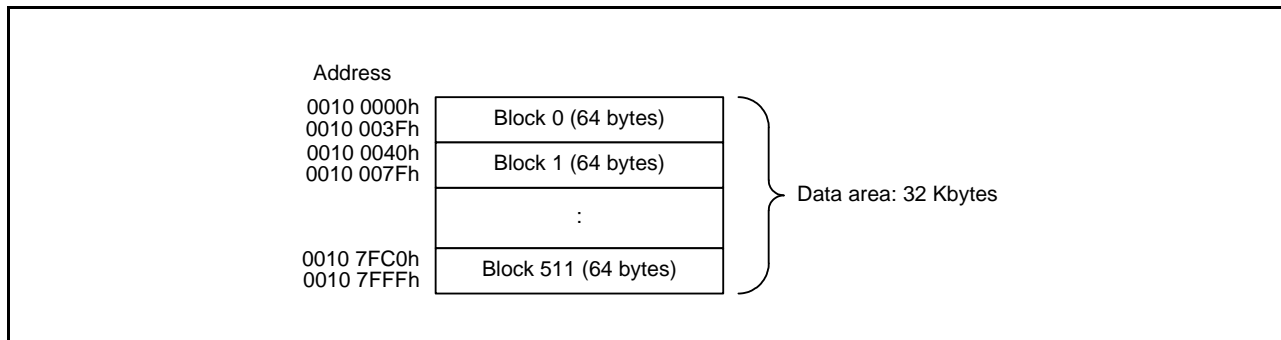 Address
0010 0000h
0010 003Fh
Block 0 (64 bytes)
0010 0040h
0010 007Fh
Block 1 (64 bytes)
:
Data area: 32 Kbytes
0010 7FC0h
0010 7FFFh
Block 511 (64 bytes)